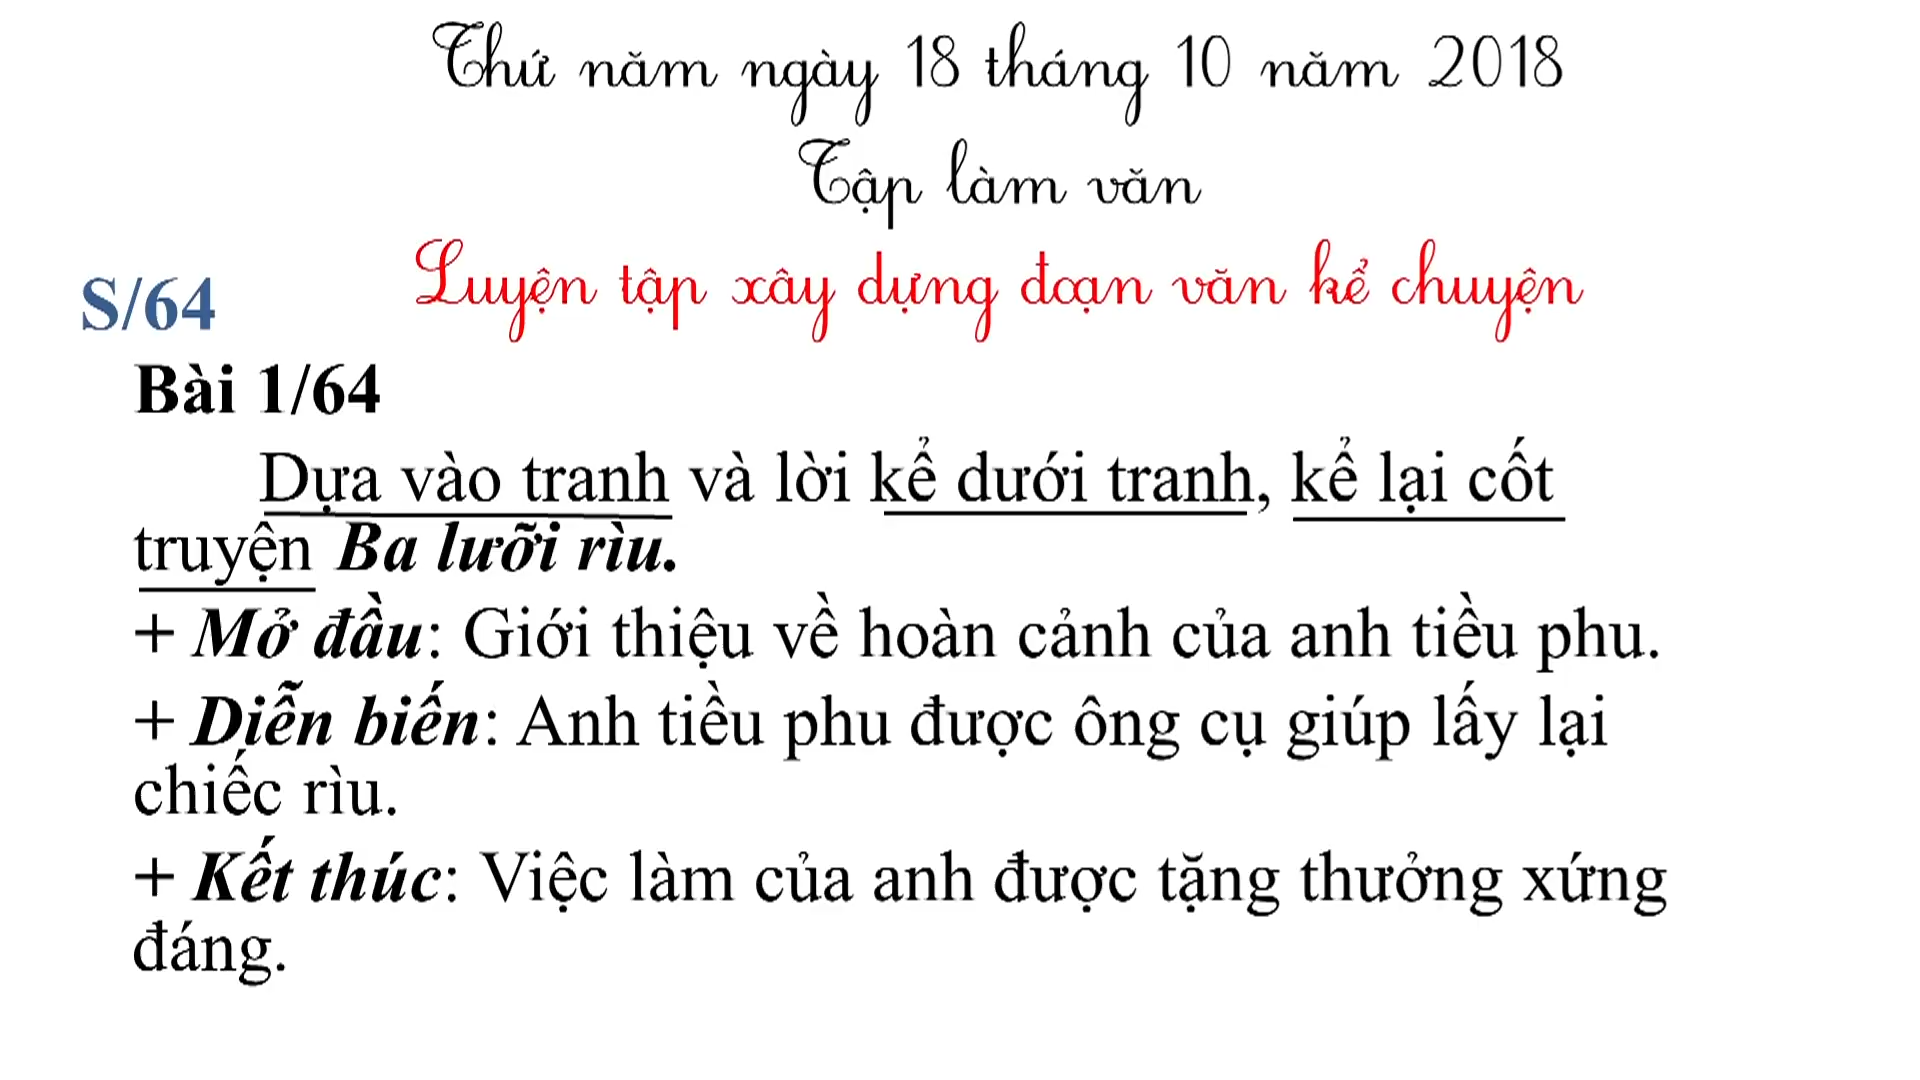 Thứ năm ngày 18 tháng 10 năm 2018
Tập làm văn
Luyện tập xây dựng đoạn văn kể chuyện
S/64
Bài 1/64
Dựa vào tranh và lời kể dưới tranh, kể lại cốt
truyện Ba lưỡi rìu.
+ Mở đầu: Giới thiệu về hoàn cảnh của anh tiều phu.
+ Diễn biến: Anh tiều phu được ông cụ giúp lấy lại
chiếc rìu.
+ Kết thúc: Việc làm của anh được tặng thưởng xứng
đáng.